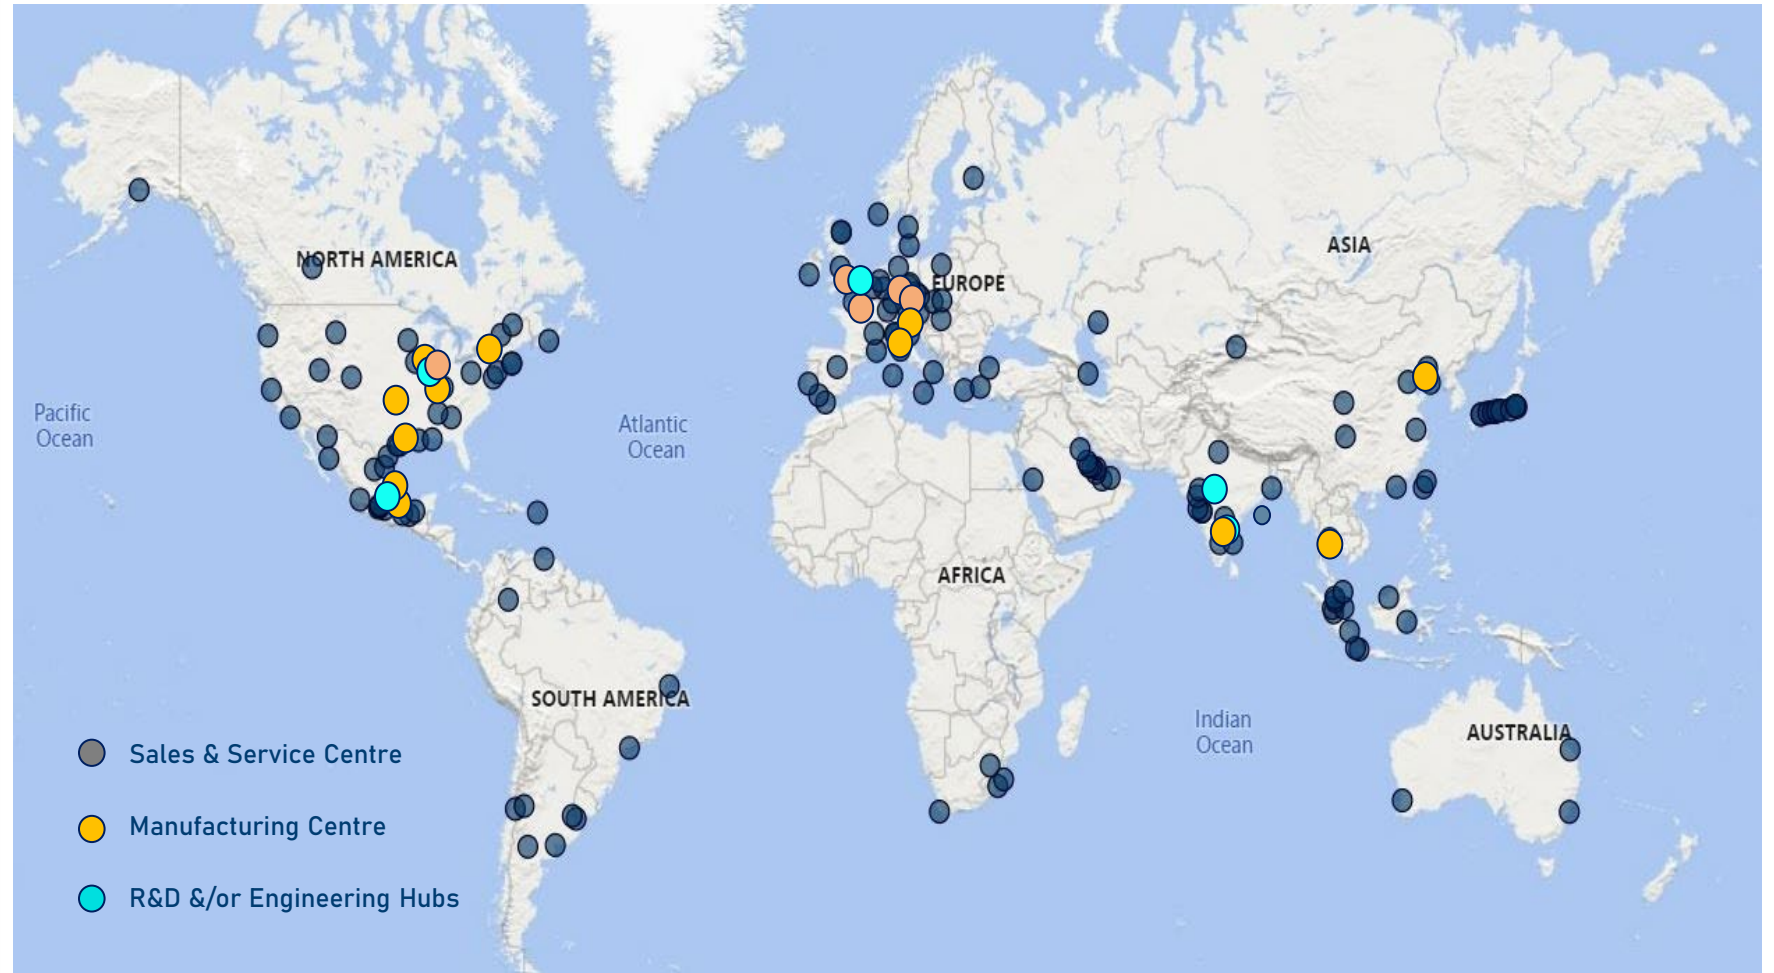 NORTH AMERICA
ASIA
EUROPE
Pacific
Ocean
Atlantic
Ocean
AFRICA
SOUTH AMERICA
Indian
Ocean
AUSTRALIA
Sales & Service Centre
Manufacturing Centre
R&D &/or Engineering Hubs